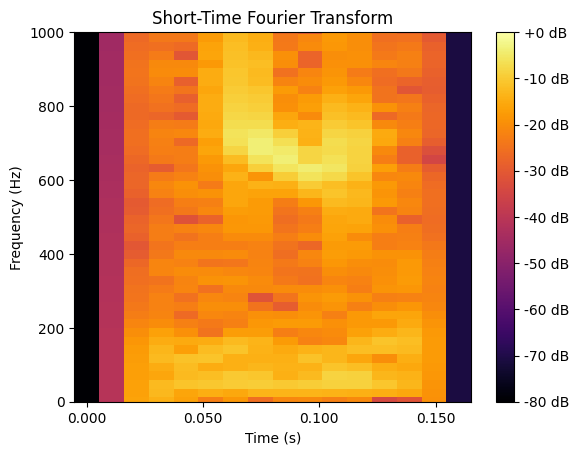 Short-Time Fourier Transform
1000
800
600
400
200
0
Frequency (Hz)
0.000
0.050
0.100
0.150
Time (s)
+0 dB
-10 dB
-20 dB
-30 dB
-40 dB
-50 dB
-60 dB
-70 dB
-80 dB